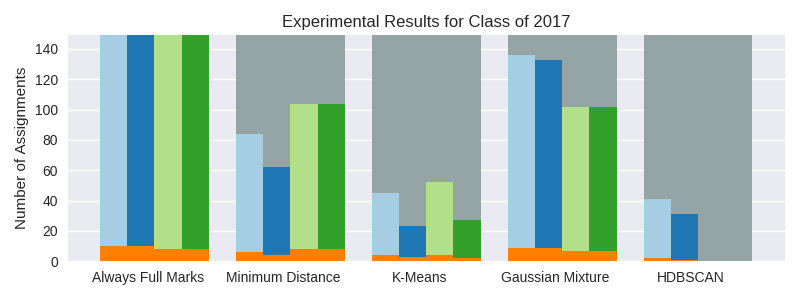 Experimental Results for Class of 2017
Number of Assignments
140
120
100
80
60
40
20
0
Always Full Marks Minimum Distance K-Means Gaussian Mixture HDBSCAN